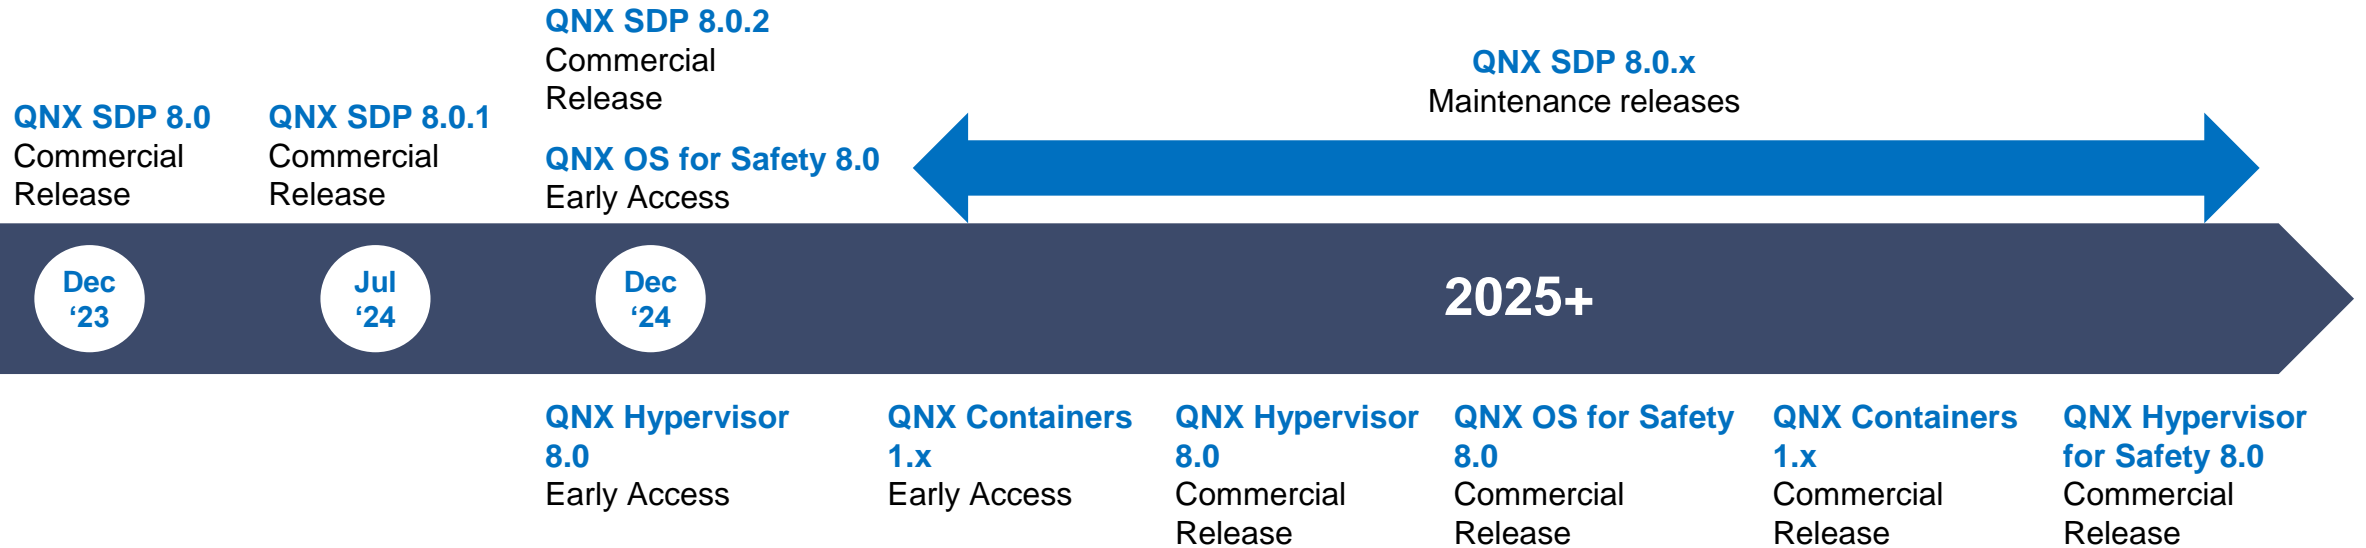 QNX SDP 8.0
Commercial
Release
QNX SDP 8.0.1
Commercial
Release
QNX SDP 8.0.2
Commercial
Release
QNX OS for Safety 8.0
Early Access
QNX SDP 8.0.x
Maintenance releases
Dec
‘23
Jul
‘24
Dec
‘24
2025+
QNX Hypervisor
8.0
Early Access
QNX Containers
1.x
Early Access
QNX Hypervisor
8.0
Commercial
Release
QNX OS for Safety
8.0
Commercial
Release
QNX Containers
1.x
Commercial
Release
QNX Hypervisor
for Safety 8.0
Commercial
Release